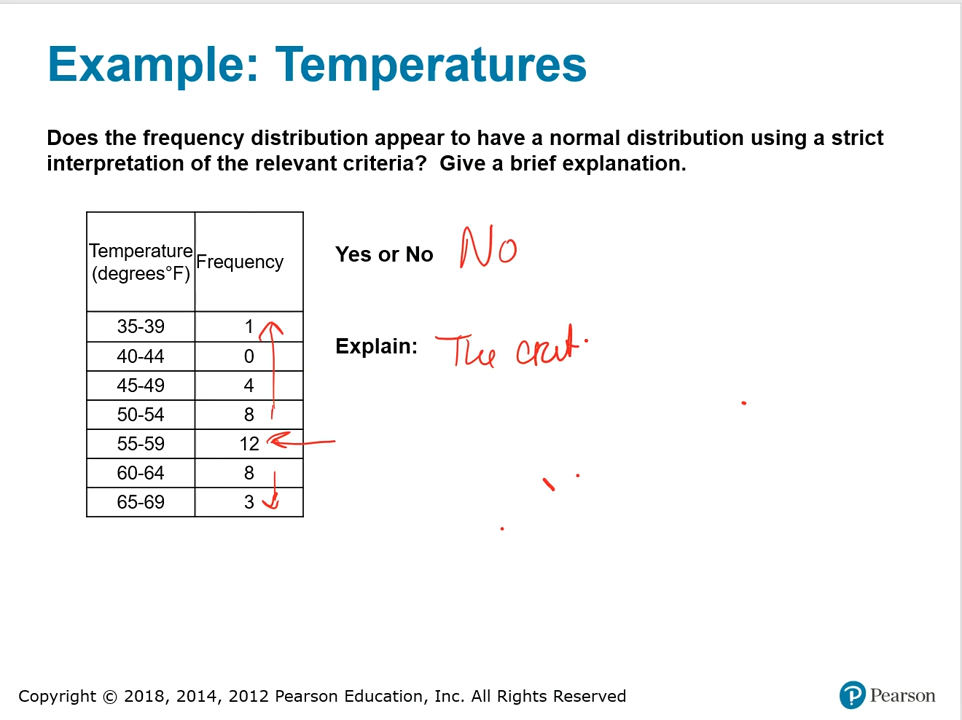 Example: Temperatures
Does the frequency distribution appear to have a normal distribution using a strict
interpretation of the relevant criteria? Give a brief explanation.
Temperature
(degrees°F)
Frequency
35-39 1
40-44 0
45-49 4
50-54 8
55-59 12
60-64 8
65-69 3
Yes or No No
Explain: The crit
Copyright © 2018, 2014, 2012 Pearson Education, Inc. All Rights Reserved
P Pearson